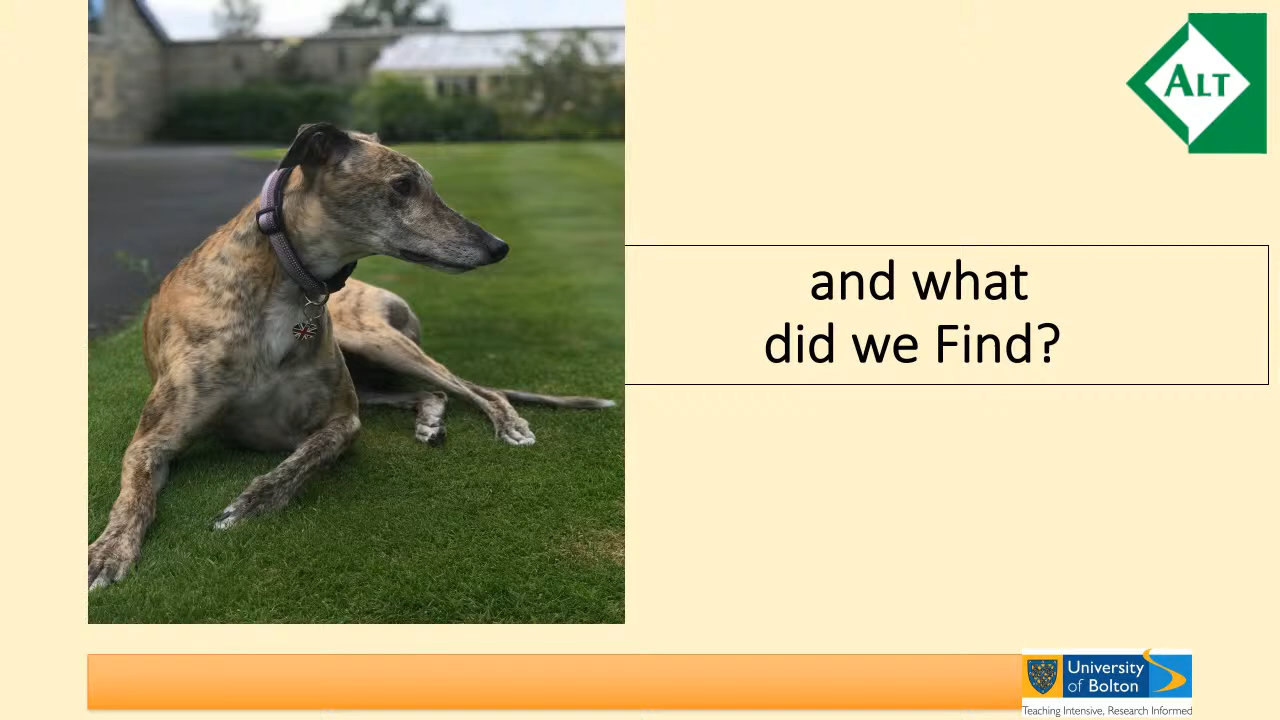 ALT
and what
did we Find?
University
of Bolton
Teaching Intensive, Research Informed